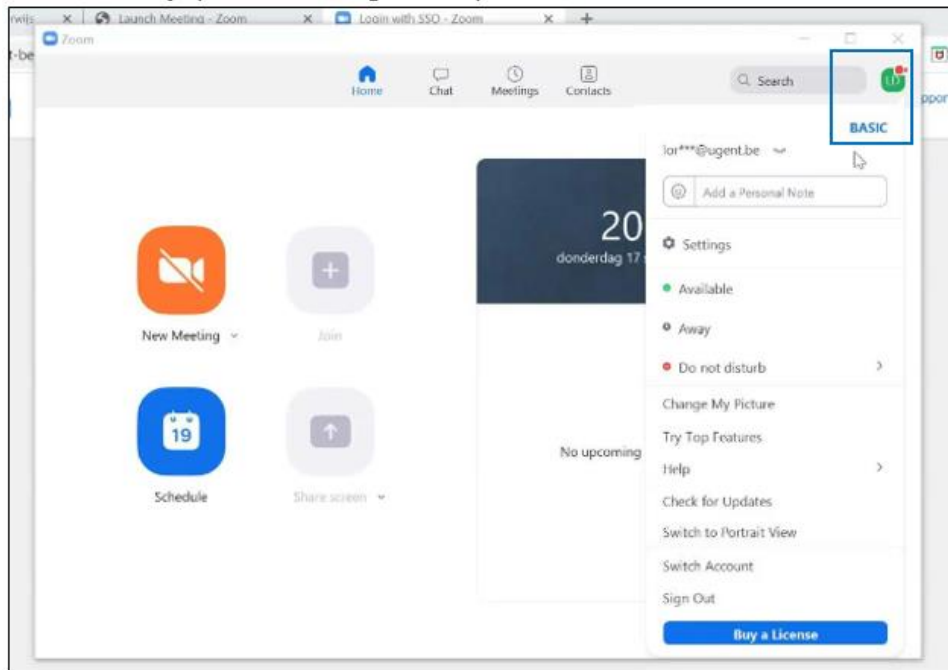 Launch Meeting - Zoom
Login with SSO - Zoom
Zoom
Home
Chat
Meetings
Contacts
Search
LD
BASIC
lor***@ugent.be
Add a Personal Note
Settings
Available
Away
Do not disturb
Change My Picture
Try Top Features
Help
Check for Updates
Switch to Portrait View
Switch Account
Sign Out
Buy a License
20
donderdag 17
New Meeting
Join
19
Schedule
Share screen
No upcoming